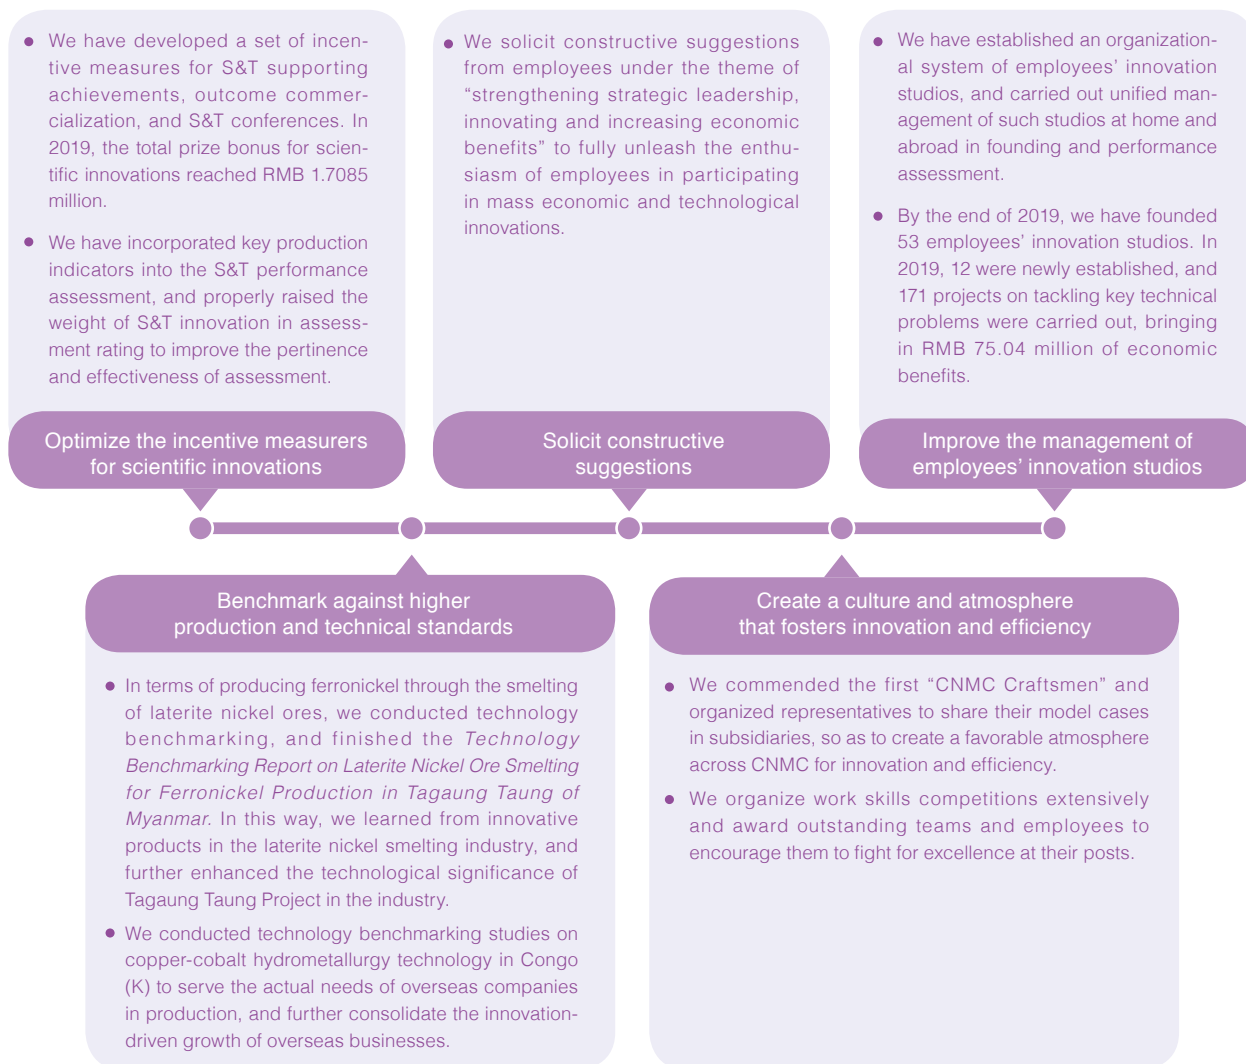 We have developed a set of incen-
tive measures for S&T supporting
achievements, outcome commer-
cialization, and S&T conferences. In
2019, the total prize bonus for scien-
tific innovations reached RMB 1.7085
million.
We have incorporated key production
indicators into the S&T performance
assessment, and properly raised the
weight of S&T innovation in assess-
ment rating to improve the pertinence
and effectiveness of assessment.
Optimize the incentive measurers
for scientific innovations
We solicit constructive suggestions
from employees under the theme of
“strengthening strategic leadership,
innovating and increasing economic
benefits” to fully unleash the enthu-
siasm of employees in participating
in mass economic and technological
innovations.
Solicit constructive
suggestions
We have established an organization-
al system of employees’ innovation
studios, and carried out unified man-
agement of such studios at home and
abroad in founding and performance
assessment.
By the end of 2019, we have founded
53 employees’ innovation studios. In
2019, 12 were newly established, and
171 projects on tackling key technical
problems were carried out, bringing
in RMB 75.04 million of economic
benefits.
Improve the management of
employees’ innovation studios
Benchmark against higher
production and technical standards
In terms of producing ferronickel through the smelting
of laterite nickel ores, we conducted technology
benchmarking, and finished the Technology
Benchmarking Report on Laterite Nickel Ore Smelting
for Ferronickel Production in Tagaung Taung of
Myanmar. In this way, we learned from innovative
products in the laterite nickel smelting industry, and
further enhanced the technological significance of
Tagaung Taung Project in the industry.
We conducted technology benchmarking studies on
copper-cobalt hydrometallurgy technology in Congo
(K) to serve the actual needs of overseas companies
in production, and further consolidate the innovation-
driven growth of overseas businesses.
Create a culture and atmosphere
that fosters innovation and efficiency
We commended the first “CNMC Craftsmen” and
organized representatives to share their model cases
in subsidiaries, so as to create a favorable atmosphere
across CNMC for innovation and efficiency.
We organize work skills competitions extensively
and award outstanding teams and employees to
encourage them to fight for excellence at their posts.